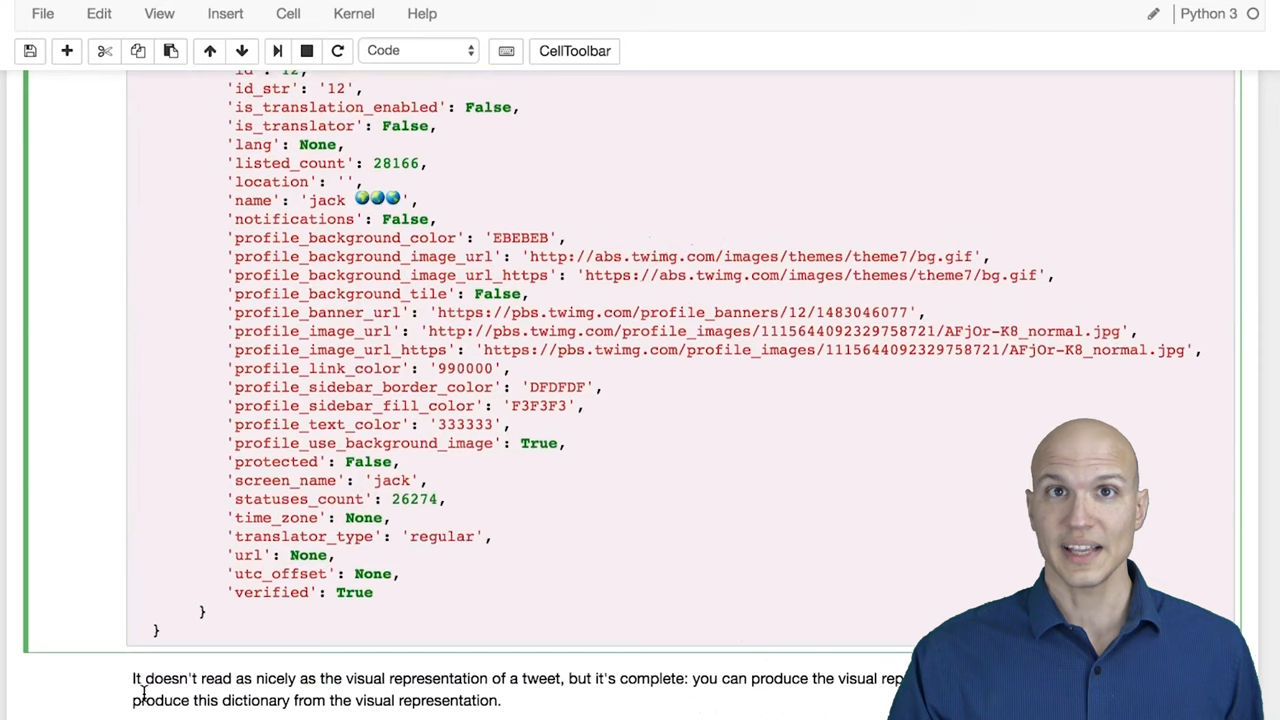 File Edit View Insert Cell Kernel Help Python 3
Code CellToolbar
'id': 12,
'id_str': '12',
'is_translation_enabled': False,
'is_translator': False,
'lang': None,
'listed_count': 28166,
'location': '',
'name': 'jack 🌍🌏🌎',
'notifications': False,
'profile_background_color': 'EBEBEB',
'profile_background_image_url': 'http://abs.twimg.com/images/themes/theme7/bg.gif',
'profile_background_image_url_https': 'https://abs.twimg.com/images/themes/theme7/bg.gif',
'profile_background_tile': False,
'profile_banner_url': 'https://pbs.twimg.com/profile_banners/12/1483046077',
'profile_image_url': 'http://pbs.twimg.com/profile_images/1115644092329758721/AFjOr-K8_normal.jpg',
'profile_image_url_https': 'https://pbs.twimg.com/profile_images/1115644092329758721/AFjOr-K8_normal.jpg',
'profile_link_color': '990000',
'profile_sidebar_border_color': 'DFDFDF',
'profile_sidebar_fill_color': 'F3F3F3',
'profile_text_color': '333333',
'profile_use_background_image': True,
'protected': False,
'screen_name': 'jack',
'statuses_count': 26274,
'time_zone': None,
'translator_type': 'regular',
'url': None,
'utc_offset': None,
'verified': True
}
}
It doesn't read as nicely as the visual representation of a tweet, but it's complete: you can produce the visual rep
produce this dictionary from the visual representation.